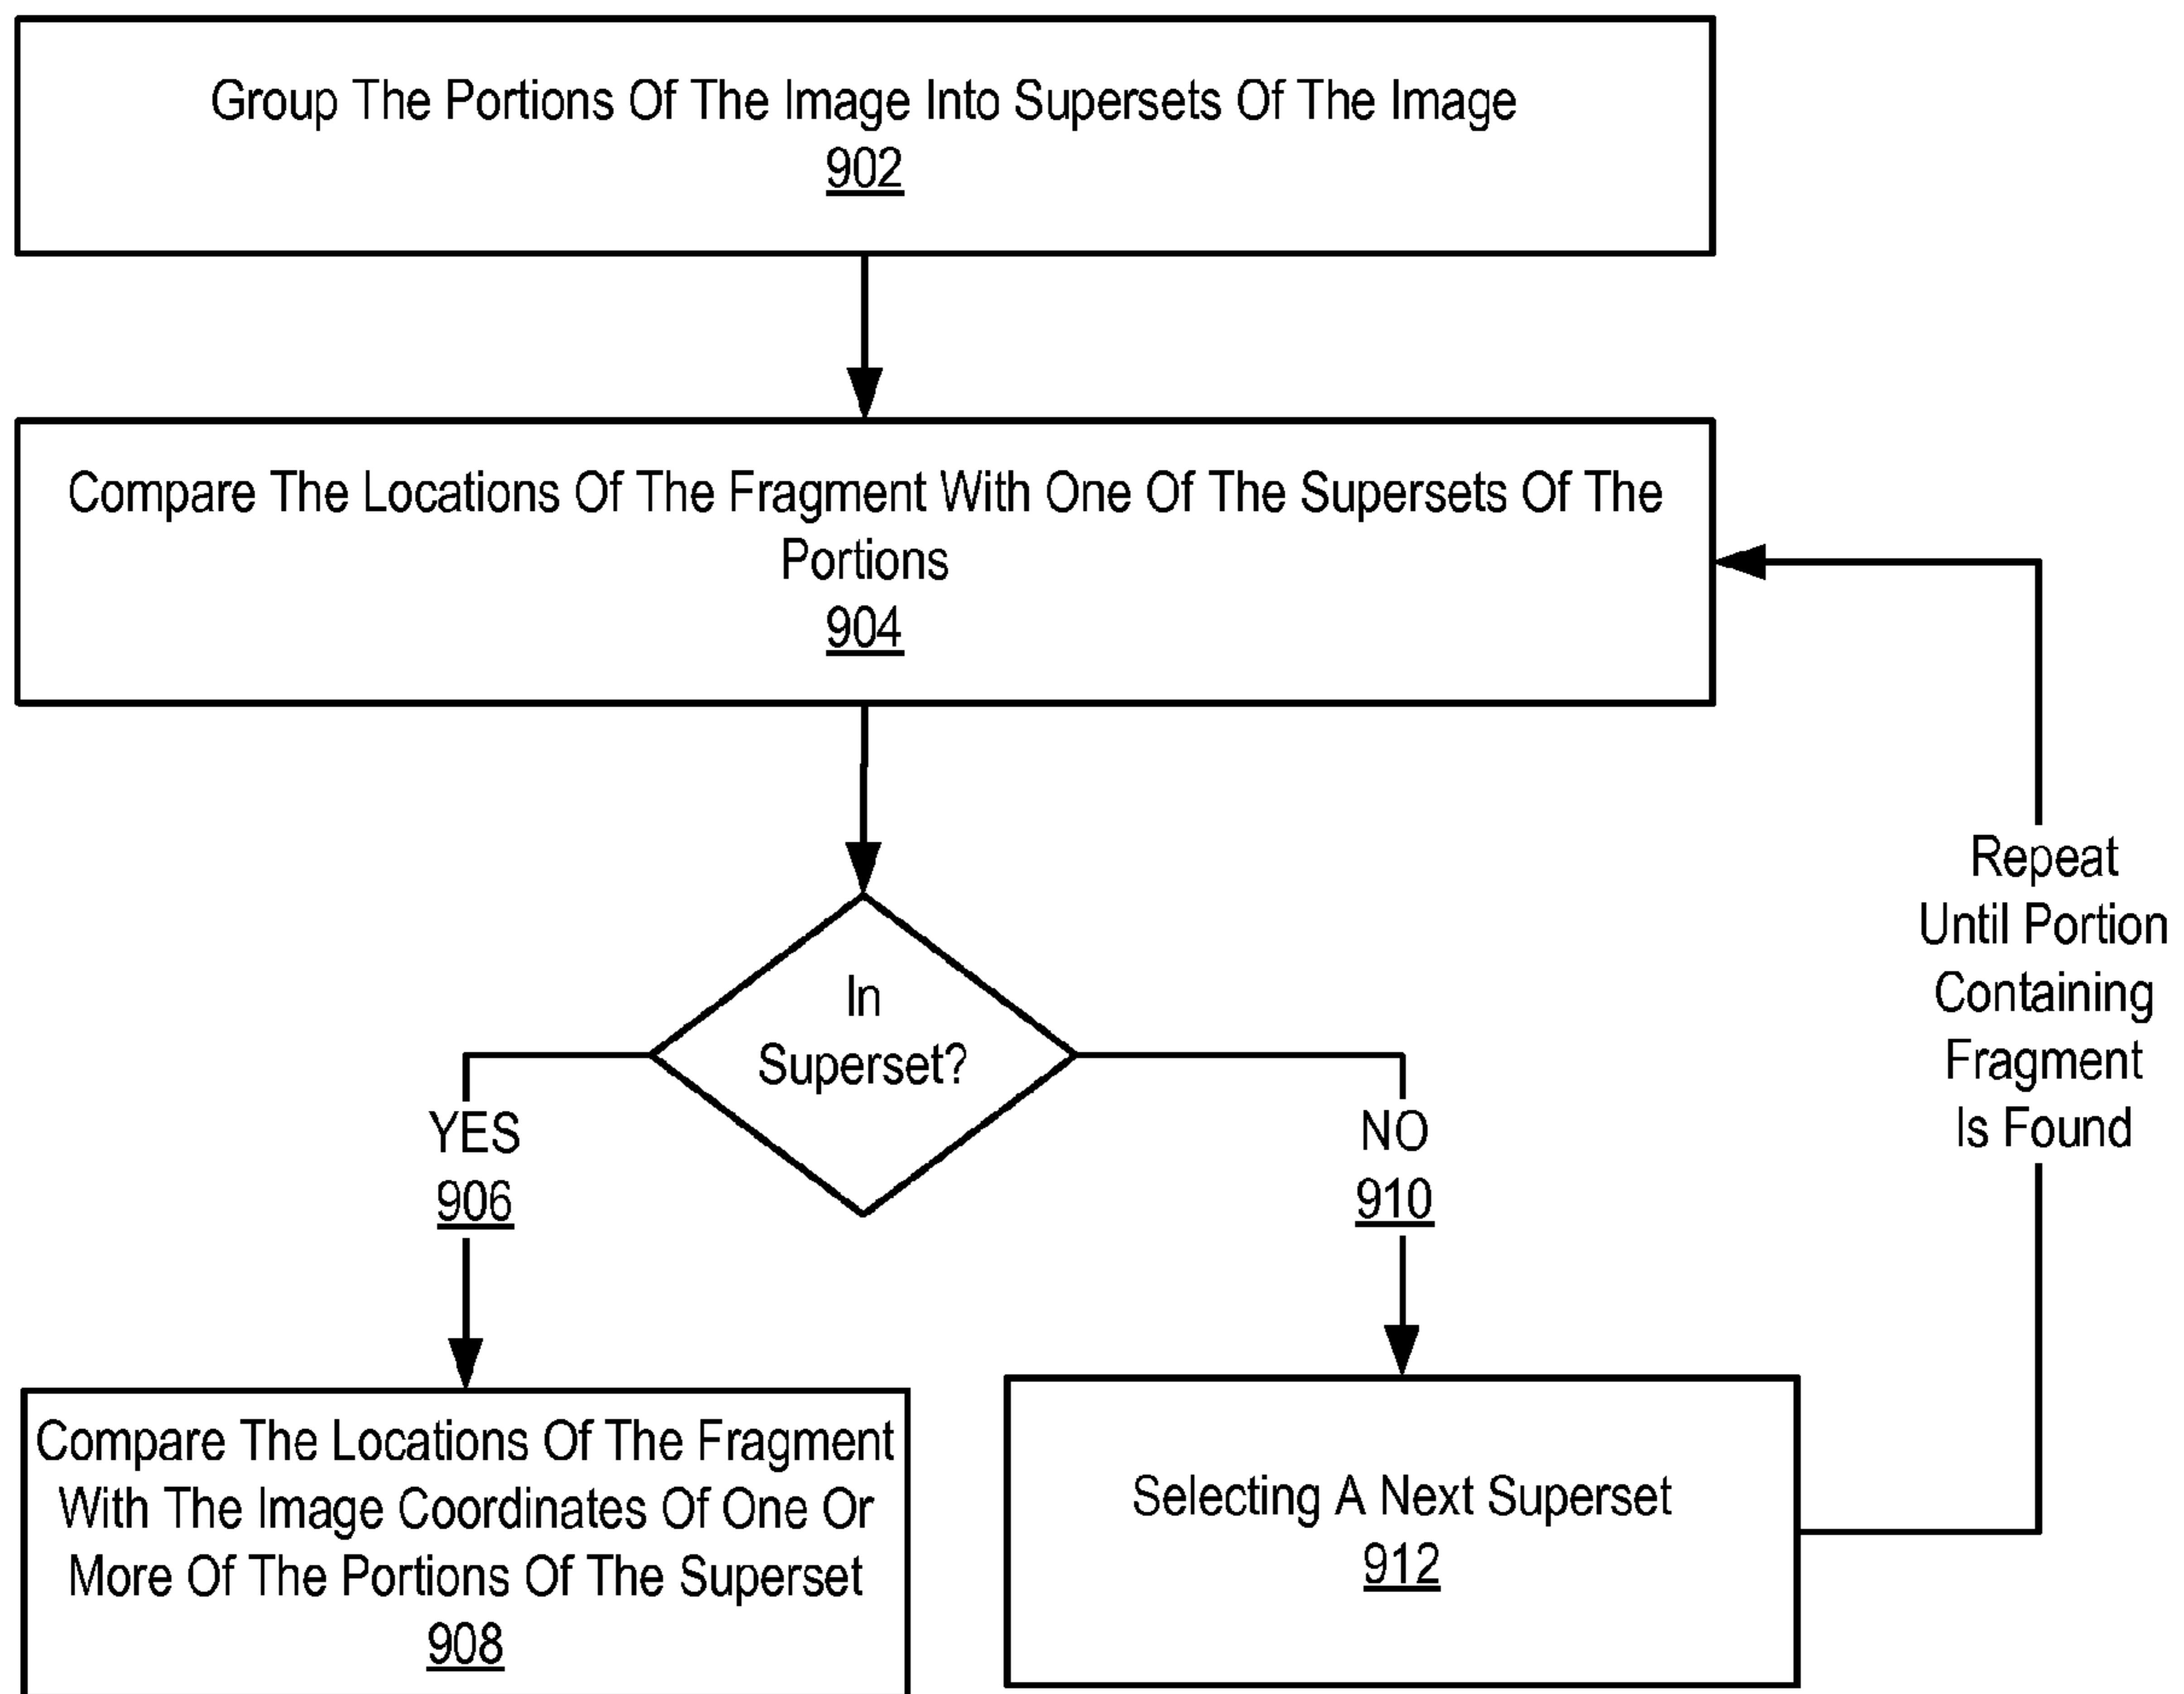 Group The Portions Of The Image Into Supersets Of The Image
902
Compare The Locations Of The Fragment With One Of The Supersets Of The
Portions
904
In
Superset?
YES
906
NO
910
Repeat
Until Portion
Containing
Fragment
Is Found
Compare The Locations Of The Fragment
With The Image Coordinates Of One Or
More Of The Portions Of The Superset
908
Selecting A Next Superset
912